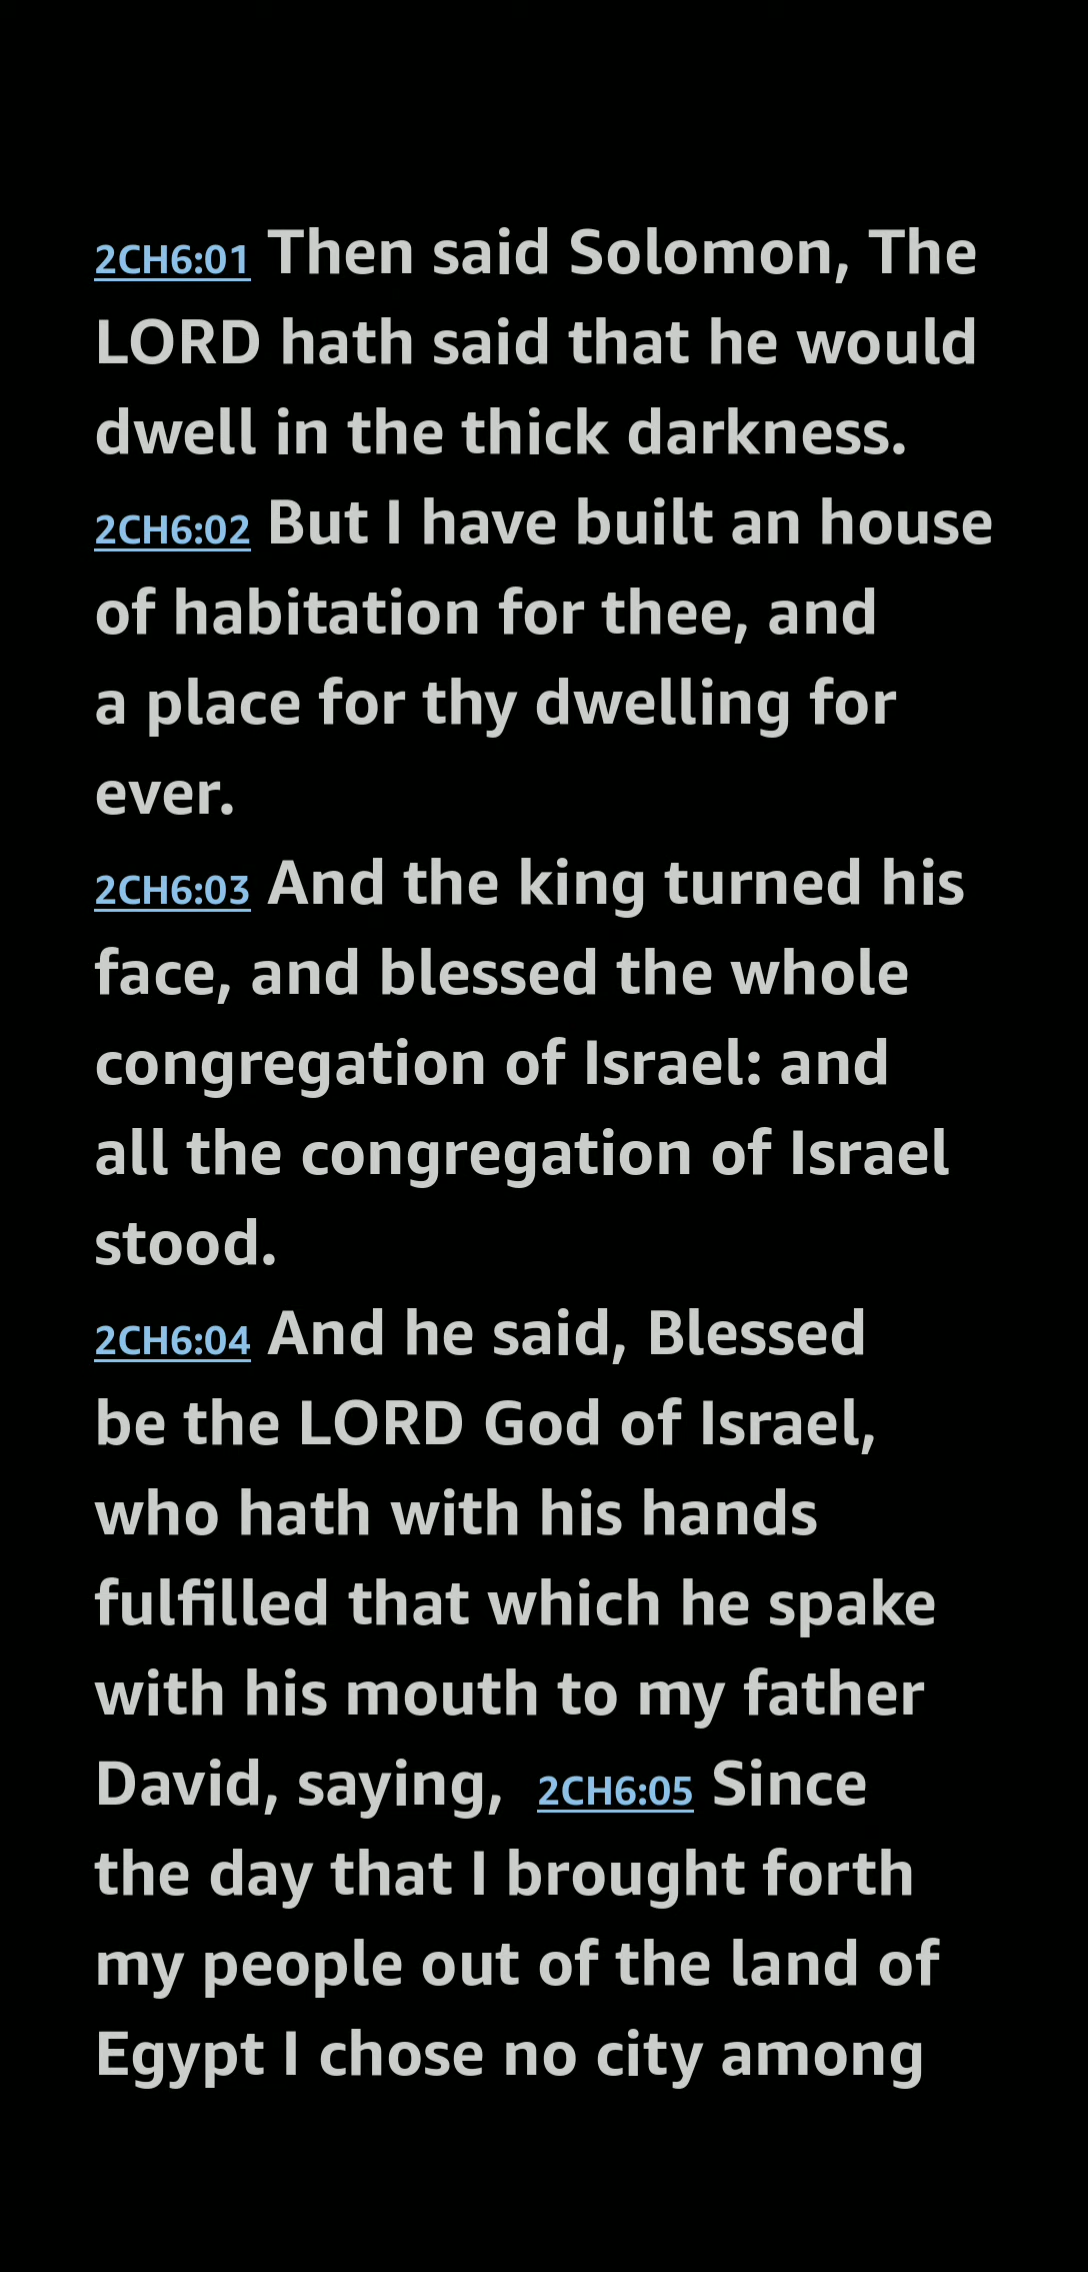 2CH6:01 Then said Solomon, The
LORD hath said that he would
dwell in the thick darkness.
2CH6:02 But I have built an house
of habitation for thee, and
a place for thy dwelling for
ever.
2CH6:03 And the king turned his
face, and blessed the whole
congregation of Israel: and
all the congregation of Israel
stood.
2CH6:04 And he said, Blessed
be the LORD God of Israel,
who hath with his hands
fulfilled that which he spake
with his mouth to my father
David, saying,  2CH6:05 Since
the day that I brought forth
my people out of the land of
Egypt I chose no city among